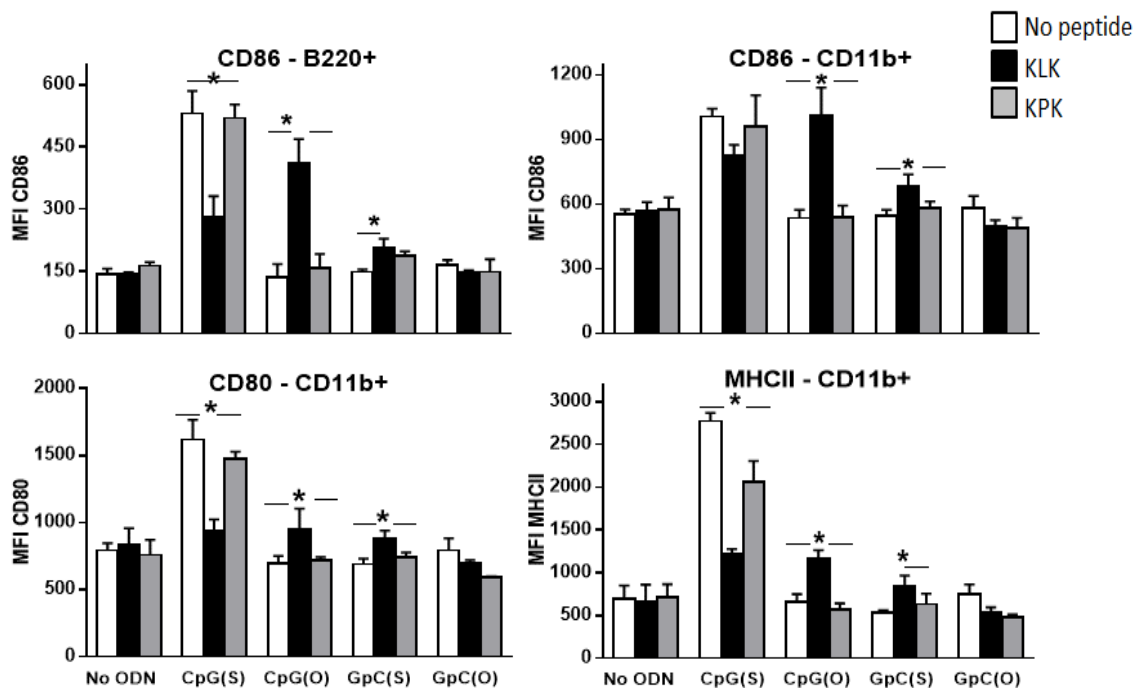 No peptide
KLK
KPK
CD86 - B220+
MFI CD86
600
450
300
150
0
*
*
*
CD86 - CD11b+
MFI CD86
1200
900
600
300
0
*
*
CD80 - CD11b+
MFI CD80
2000
1500
1000
500
0
*
*
*
No ODN CpG(S) CpG(O) GpC(S) GpC(O)
MHCII - CD11b+
MFI MHCII
3000
2500
2000
1500
1000
500
0
*
*
*
No ODN CpG(S) CpG(O) GpC(S) GpC(O)